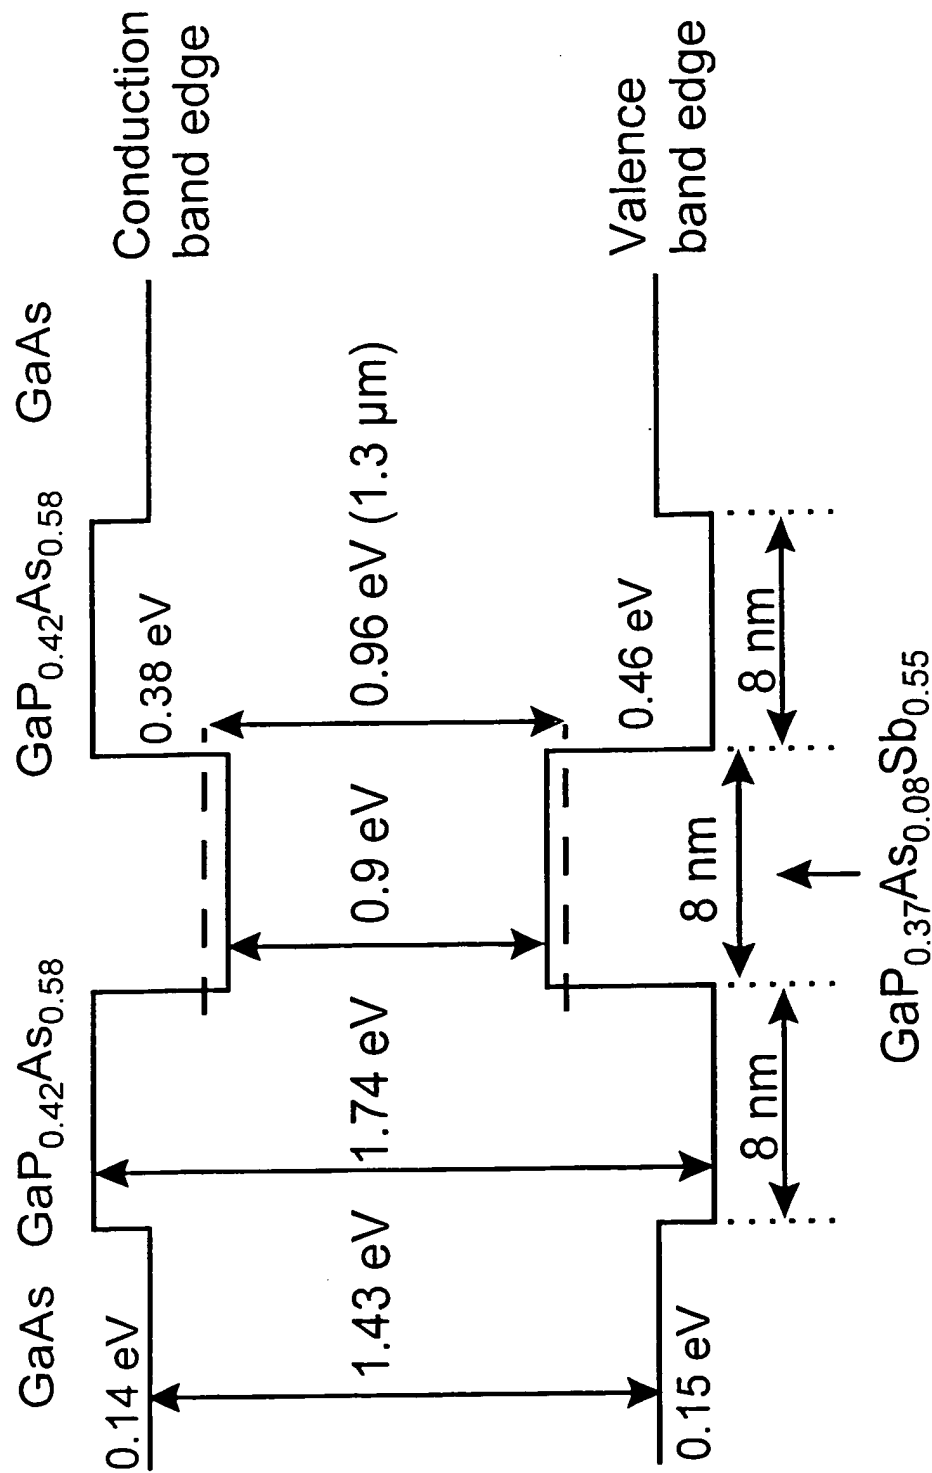 GaAs
GaP0.42As0.58
GaP0.42As0.58
GaAs
0.14 eV
0.38 eV
Conduction
band edge
1.43 eV
1.74 eV
0.9 eV
0.96 eV (1.3 µm)
0.15 eV
0.46 eV
Valence
band edge
8 nm
8 nm
8 nm
GaP0.37As0.08Sb0.55